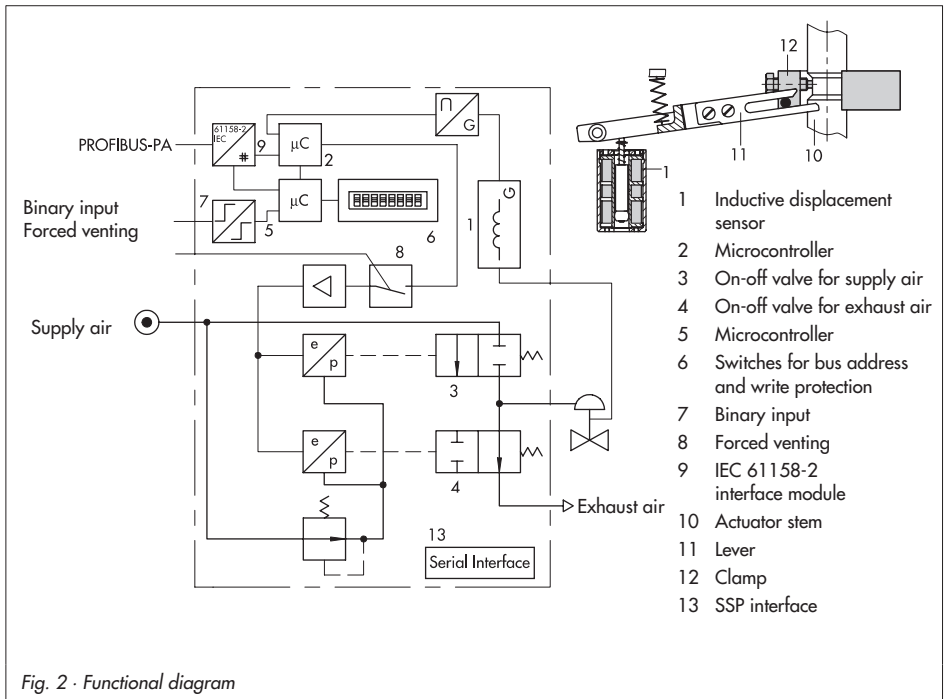 12
11
10
1
61158-2
IEC
#
9
PROFIBUS-PA
µC
2
G
G
1
7
Binary input
Forced venting
µC
5
6
8
Supply air
e
p
3
e
p
4
Exhaust air
13
Serial Interface
1 Inductive displacement
sensor
2 Microcontroller
3 On-off valve for supply air
4 On-off valve for exhaust air
5 Microcontroller
6 Switches for bus address
and write protection
7 Binary input
8 Forced venting
9 IEC 61158-2
interface module
10 Actuator stem
11 Lever
12 Clamp
13 SSP interface
Fig. 2 · Functional diagram